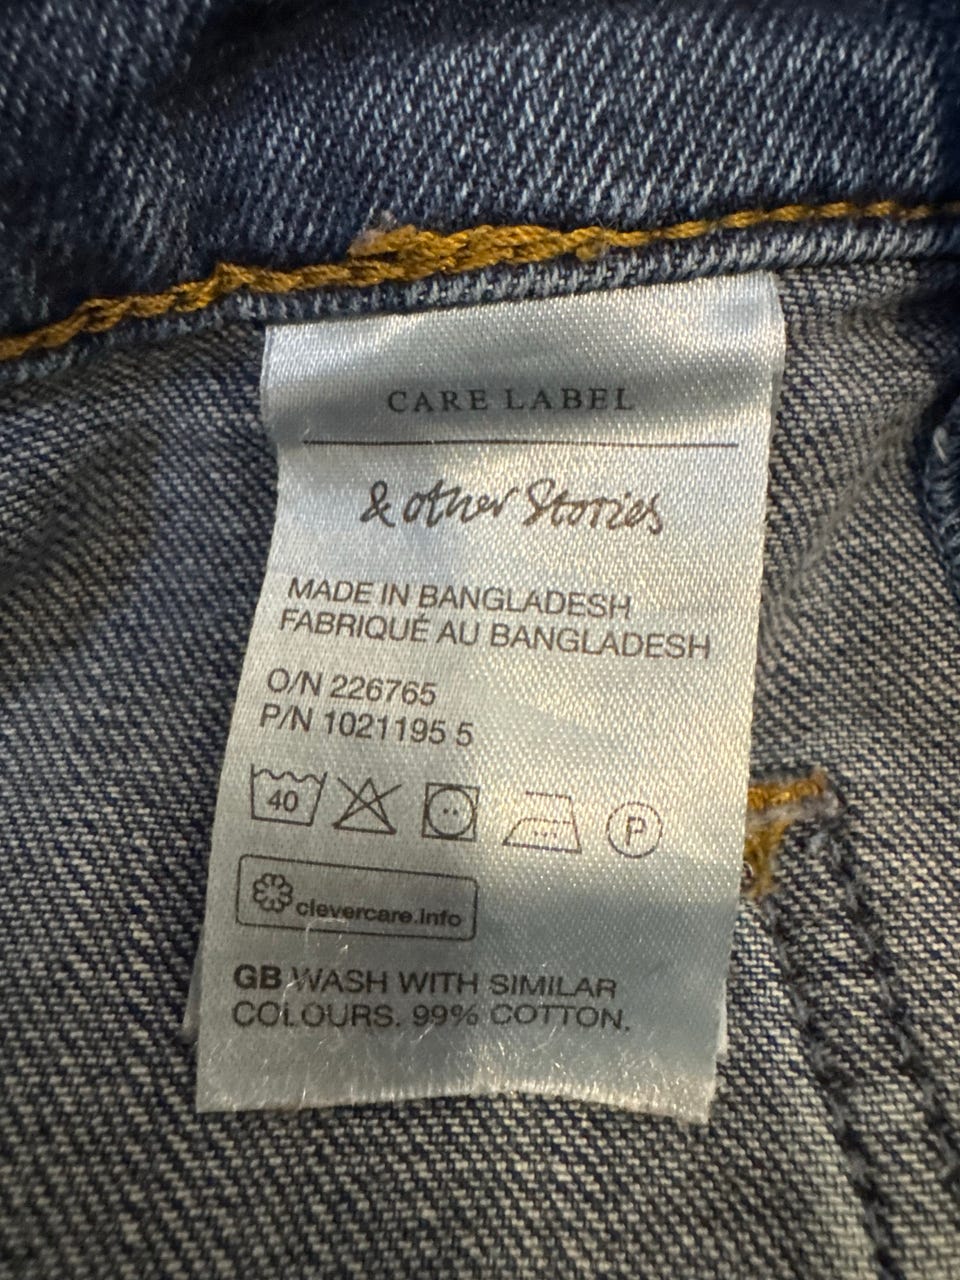 CARE LABEL
& other Stories
MADE IN BANGLADESH
FABRIQUÉ AU BANGLADESH
O/N 226765
P/N 1021195 5
40 P
clevercare.info
GB WASH WITH SIMILAR
COLOURS. 99% COTTON,